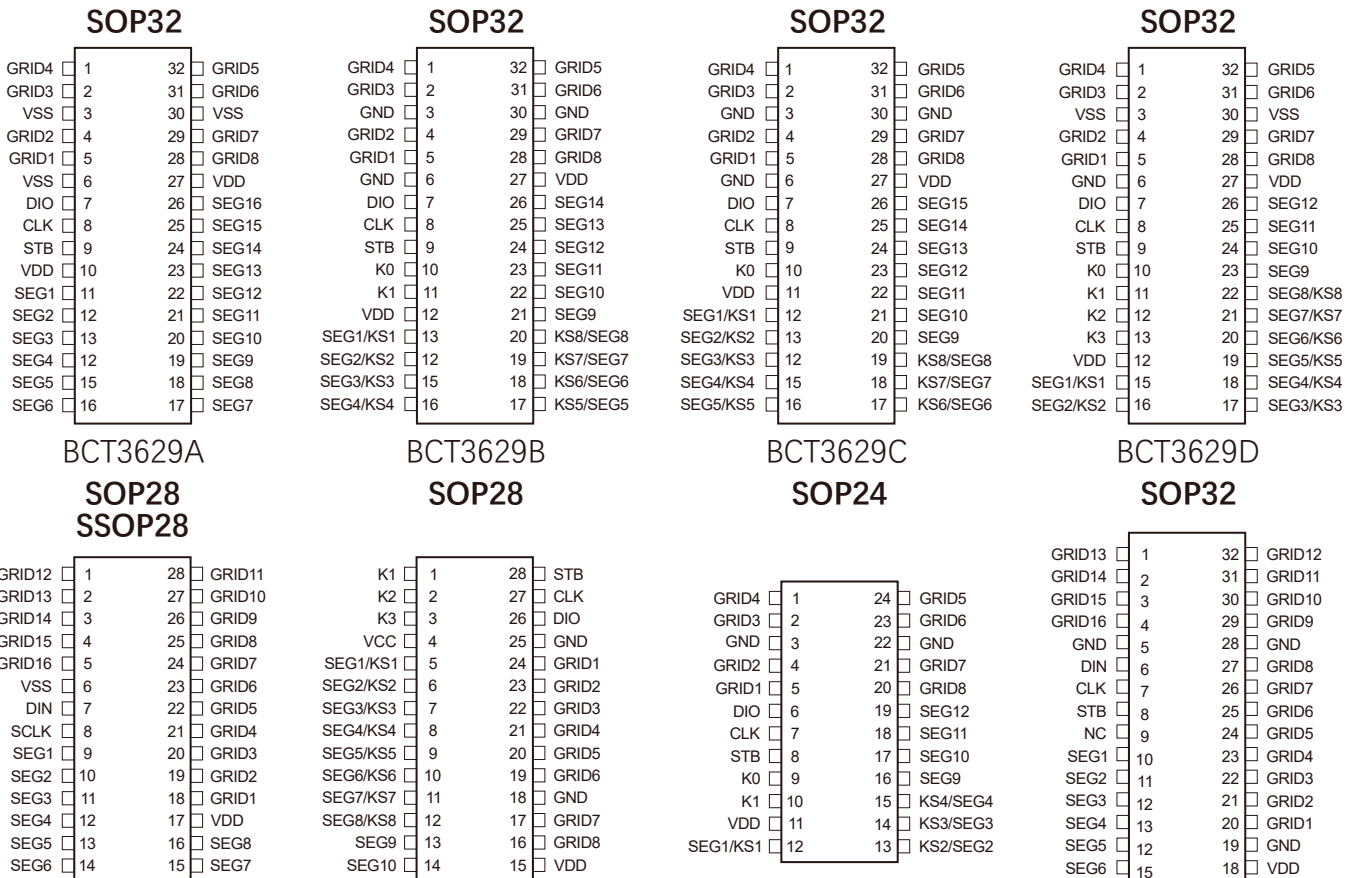 SOP32 SOP32 SOP32 SOP32
GRID4 1 32 GRID5 GRID4 1 32 GRID5 GRID4 1 32 GRID5 GRID4 1 32 GRID5
GRID3 2 31 GRID6 GRID3 2 31 GRID6 GRID3 2 31 GRID6 GRID3 2 31 GRID6
VSS 3 30 VSS GND 3 30 GND GND 3 30 GND VSS 3 30 VSS
GRID2 4 29 GRID7 GRID2 4 29 GRID7 GRID2 4 29 GRID7 GRID2 4 29 GRID7
GRID1 5 28 GRID8 GRID1 5 28 GRID8 GRID1 5 28 GRID8 GRID1 5 28 GRID8
VSS 6 27 VDD GND 6 27 VDD GND 6 27 VDD GND 6 27 VDD
DIO 7 26 SEG16 DIO 7 26 SEG14 DIO 7 26 SEG15 DIO 7 26 SEG12
CLK 8 25 SEG15 CLK 8 25 SEG13 CLK 8 25 SEG14 CLK 8 25 SEG11
STB 9 24 SEG14 STB 9 24 SEG12 STB 9 24 SEG13 STB 9 24 SEG10
VDD 10 23 SEG13 K0 10 23 SEG11 K0 10 23 SEG12 K0 10 23 SEG9
SEG1 11 22 SEG12 K1 11 22 SEG10 VDD 11 22 SEG11 K1 11 22 SEG8/KS8
SEG2 12 21 SEG11 VDD 12 21 SEG9 SEG1/KS1 12 21 SEG10 K2 12 21 SEG7/KS7
SEG3 13 20 SEG10 SEG1/KS1 13 20 KS8/SEG8 SEG2/KS2 13 20 SEG9 K3 13 20 SEG6/KS6
SEG4 12 19 SEG9 SEG2/KS2 12 19 KS7/SEG7 SEG3/KS3 12 19 KS8/SEG8 VDD 12 19 SEG5/KS5
SEG5 15 18 SEG8 SEG3/KS3 15 18 KS6/SEG6 SEG4/KS4 15 18 KS7/SEG7 SEG1/KS1 15 18 SEG4/KS4
SEG6 16 17 SEG7 SEG4/KS4 16 17 KS5/SEG5 SEG5/KS5 16 17 KS6/SEG6 SEG2/KS2 16 17 SEG3/KS3
BCT3629A BCT3629B BCT3629C BCT3629D
SOP28 SOP28 SOP24 SOP32
SSOP28
GRID13 1 32 GRID12
GRID12 1 28 GRID11 K1 1 28 STB GRID14 2 31 GRID11
GRID13 2 27 GRID10 K2 2 27 CLK GRID4 1 24 GRID5 GRID15 3 30 GRID10
GRID14 3 26 GRID9 K3 3 26 DIO GRID3 2 23 GRID6 GRID16 4 29 GRID9
GRID15 4 25 GRID8 VCC 4 25 GND GND 3 22 GND GND 5 28 GND
GRID16 5 24 GRID7 SEG1/KS1 5 24 GRID1 GRID2 4 21 GRID7 DIN 6 27 GRID8
VSS 6 23 GRID6 SEG2/KS2 6 23 GRID2 GRID1 5 20 GRID8 CLK 7 26 GRID7
DIN 7 22 GRID5 SEG3/KS3 7 22 GRID3 DIO 6 19 SEG12 STB 8 25 GRID6
SCLK 8 21 GRID4 SEG4/KS4 8 21 GRID4 CLK 7 18 SEG11 NC 9 24 GRID5
SEG1 9 20 GRID3 SEG5/KS5 9 20 GRID5 STB 8 17 SEG10 SEG1 10 23 GRID4
SEG2 10 19 GRID2 SEG6/KS6 10 19 GRID6 K0 9 16 SEG9 SEG2 11 22 GRID3
SEG3 11 18 GRID1 SEG7/KS7 11 18 GND K1 10 15 KS4/SEG4 SEG3 12 21 GRID2
SEG4 12 17 VDD SEG8/KS8 12 17 GRID7 VDD 11 14 KS3/SEG3 SEG4 13 20 GRID1
SEG5 13 16 SEG8 SEG9 13 16 GRID8 SEG1/KS1 12 13 KS2/SEG2 SEG5 12 19 GND
SEG6 14 15 SEG7 SEG10 14 15 VDD SEG6 15 18 VDD